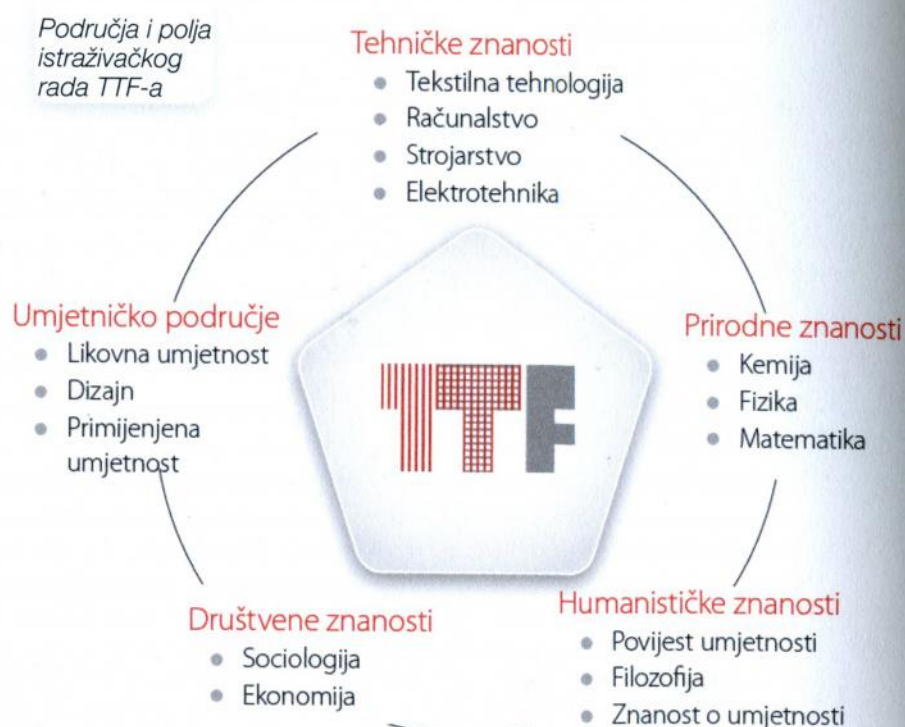 Područja i polja
istraživačkog
rada TTF-a
Tehničke znanosti
Tekstilna tehnologija
Računalstvo
Strojarstvo
Elektrotehnika
Umjetničko područje
Likovna umjetnost
Dizajn
Primijenjena
umjetnost
TTF
Prirodne znanosti
Kemija
Fizika
Matematika
Društvene znanosti
Sociologija
Ekonomija
Humanističke znanosti
Povijest umjetnosti
Filozofija
Znanost o umjetnosti